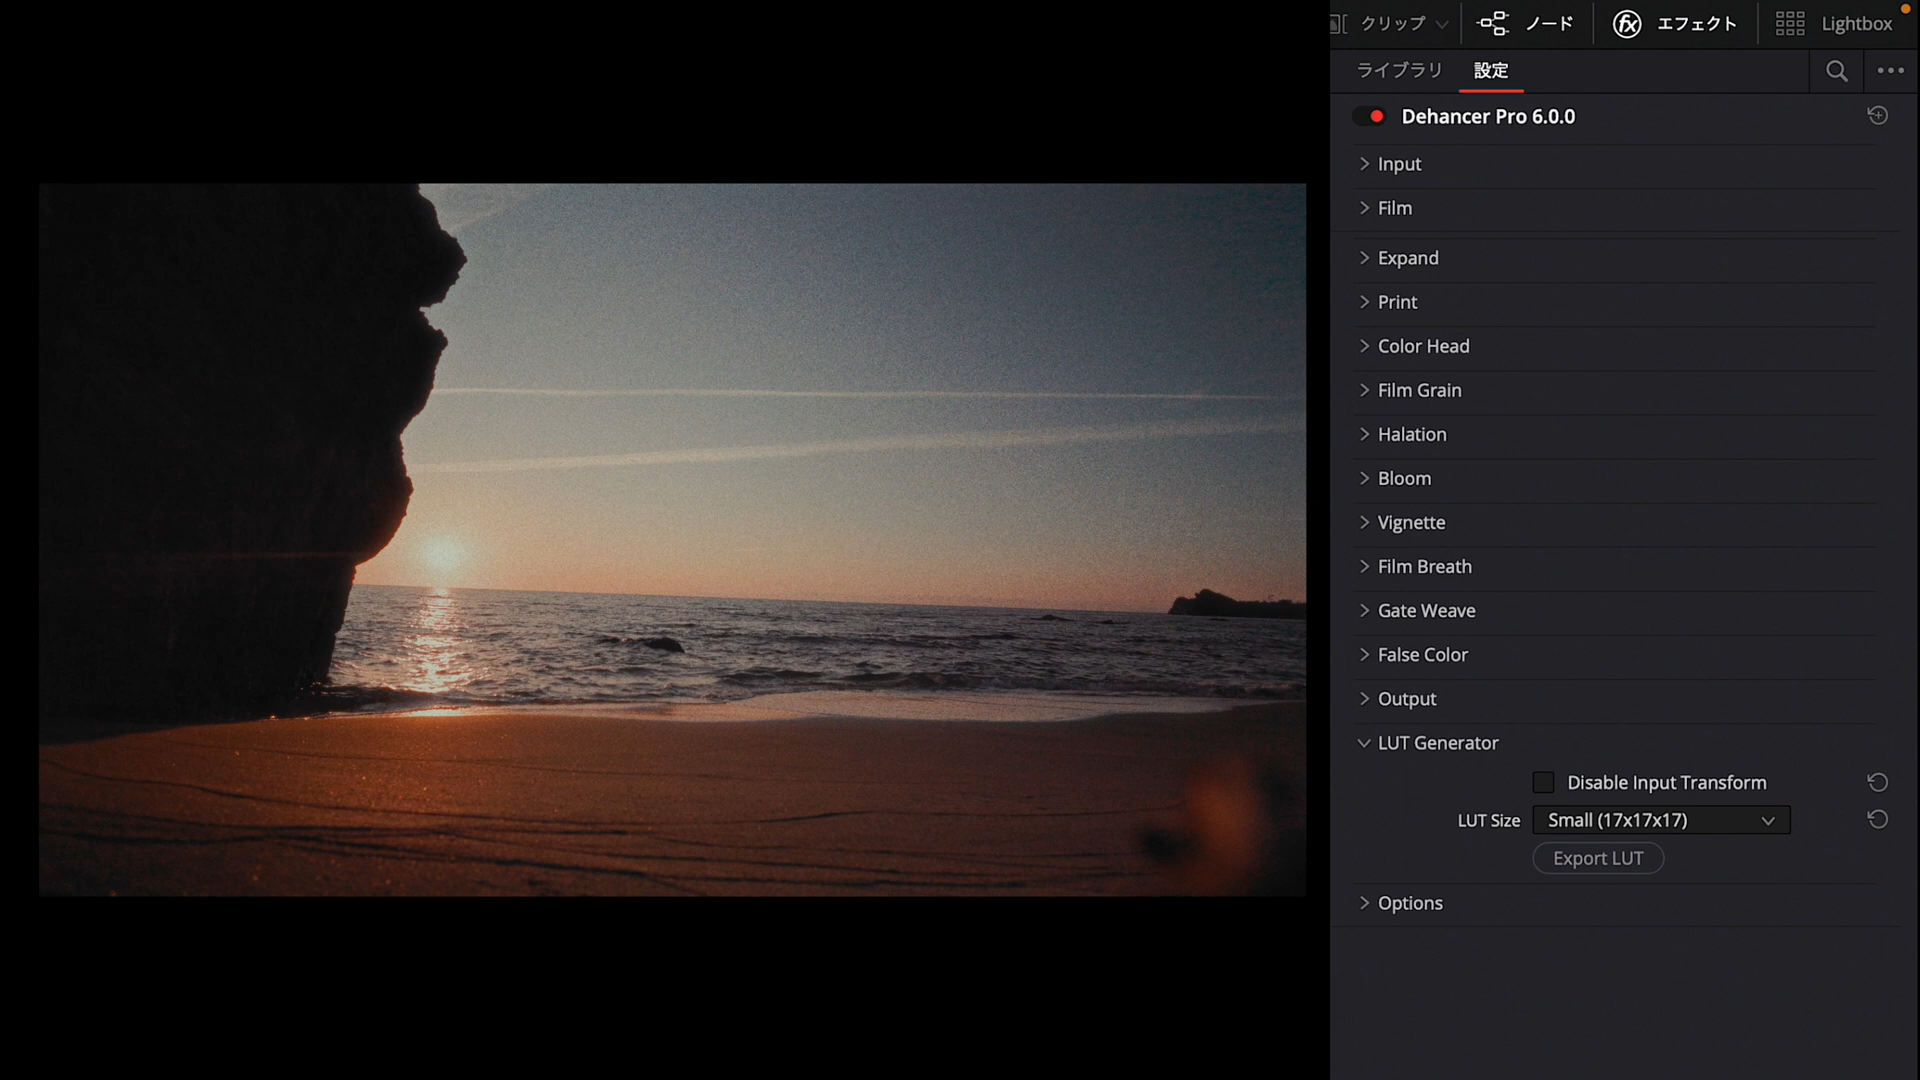 クリップ ノード エフェクト Lightbox
ライブラリ 設定
Dehancer Pro 6.0.0
Input
Film
Expand
Print
Color Head
Film Grain
Halation
Bloom
Vignette
Film Breath
Gate Weave
False Color
Output
LUT Generator
Disable Input Transform
LUT Size Small (17x17x17)
Export LUT
Options